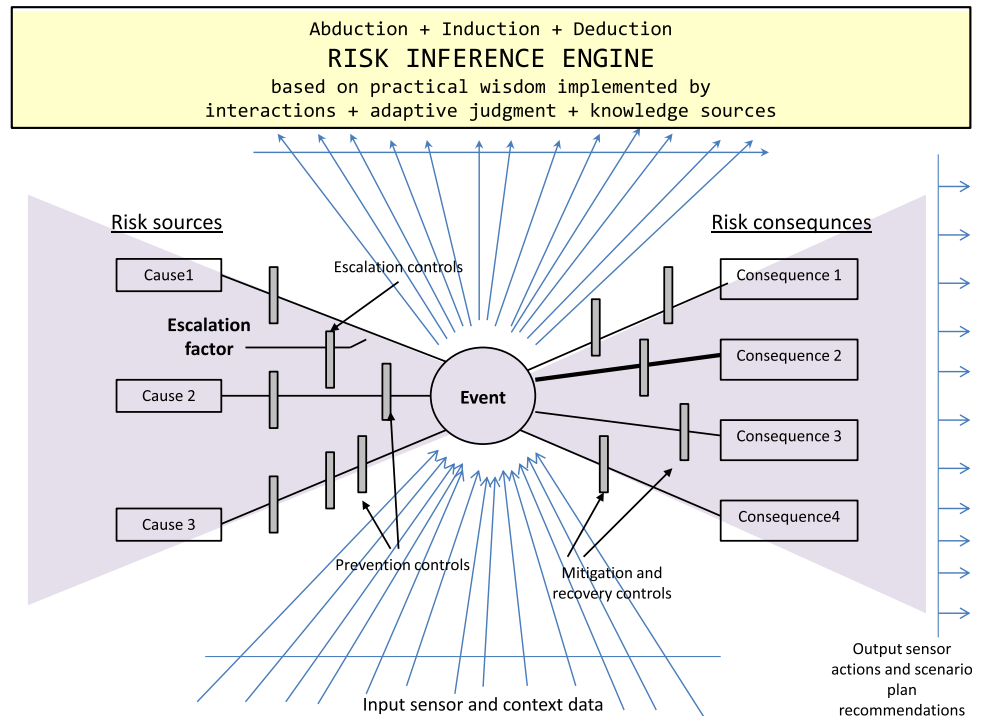 Abduction + Induction + Deduction
RISK INFERENCE ENGINE
based on practical wisdom implemented by
interactions + adaptive judgment + knowledge sources
Risk sources
Risk consequnces
Cause1
Escalation controls
Consequence 1
Escalation
factor
Consequence 2
Cause 2
Event
Consequence 3
Cause 3
Consequence4
Prevention controls
Mitigation and
recovery controls
Input sensor and context data
Output sensor
actions and scenario
plan
recommendations